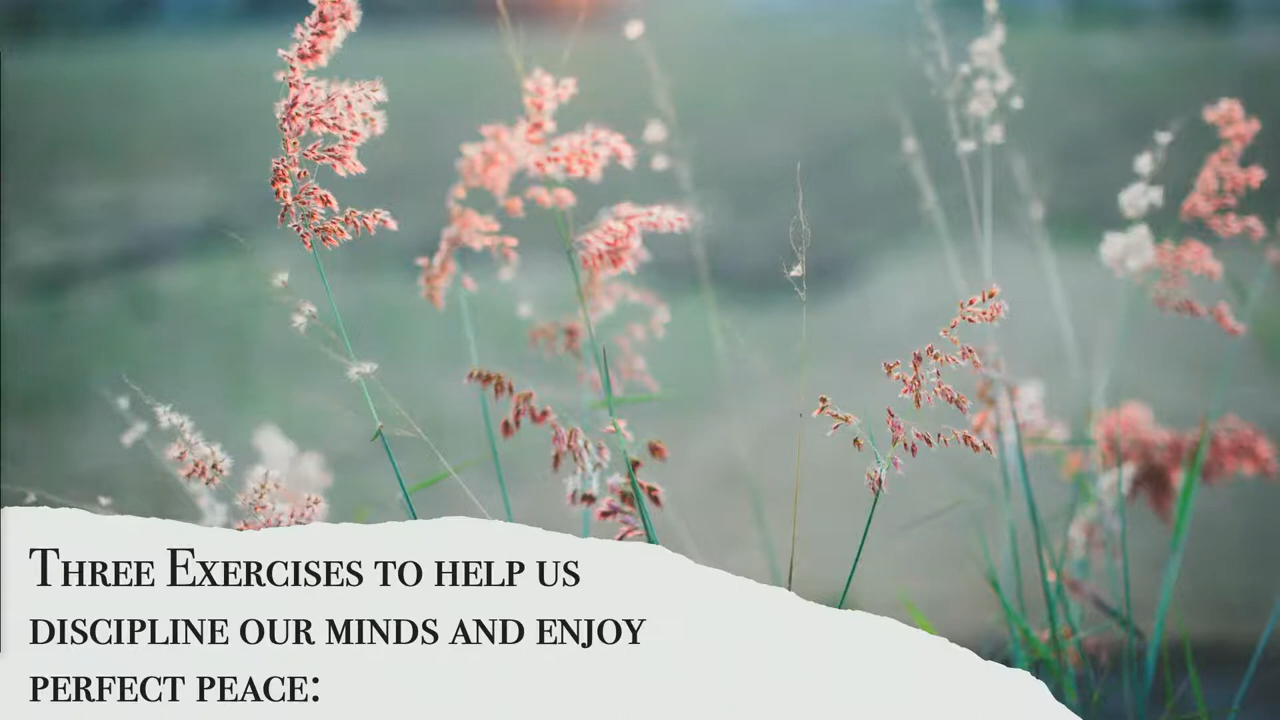 Three Exercises to help us
discipline our minds and enjoy
perfect peace: